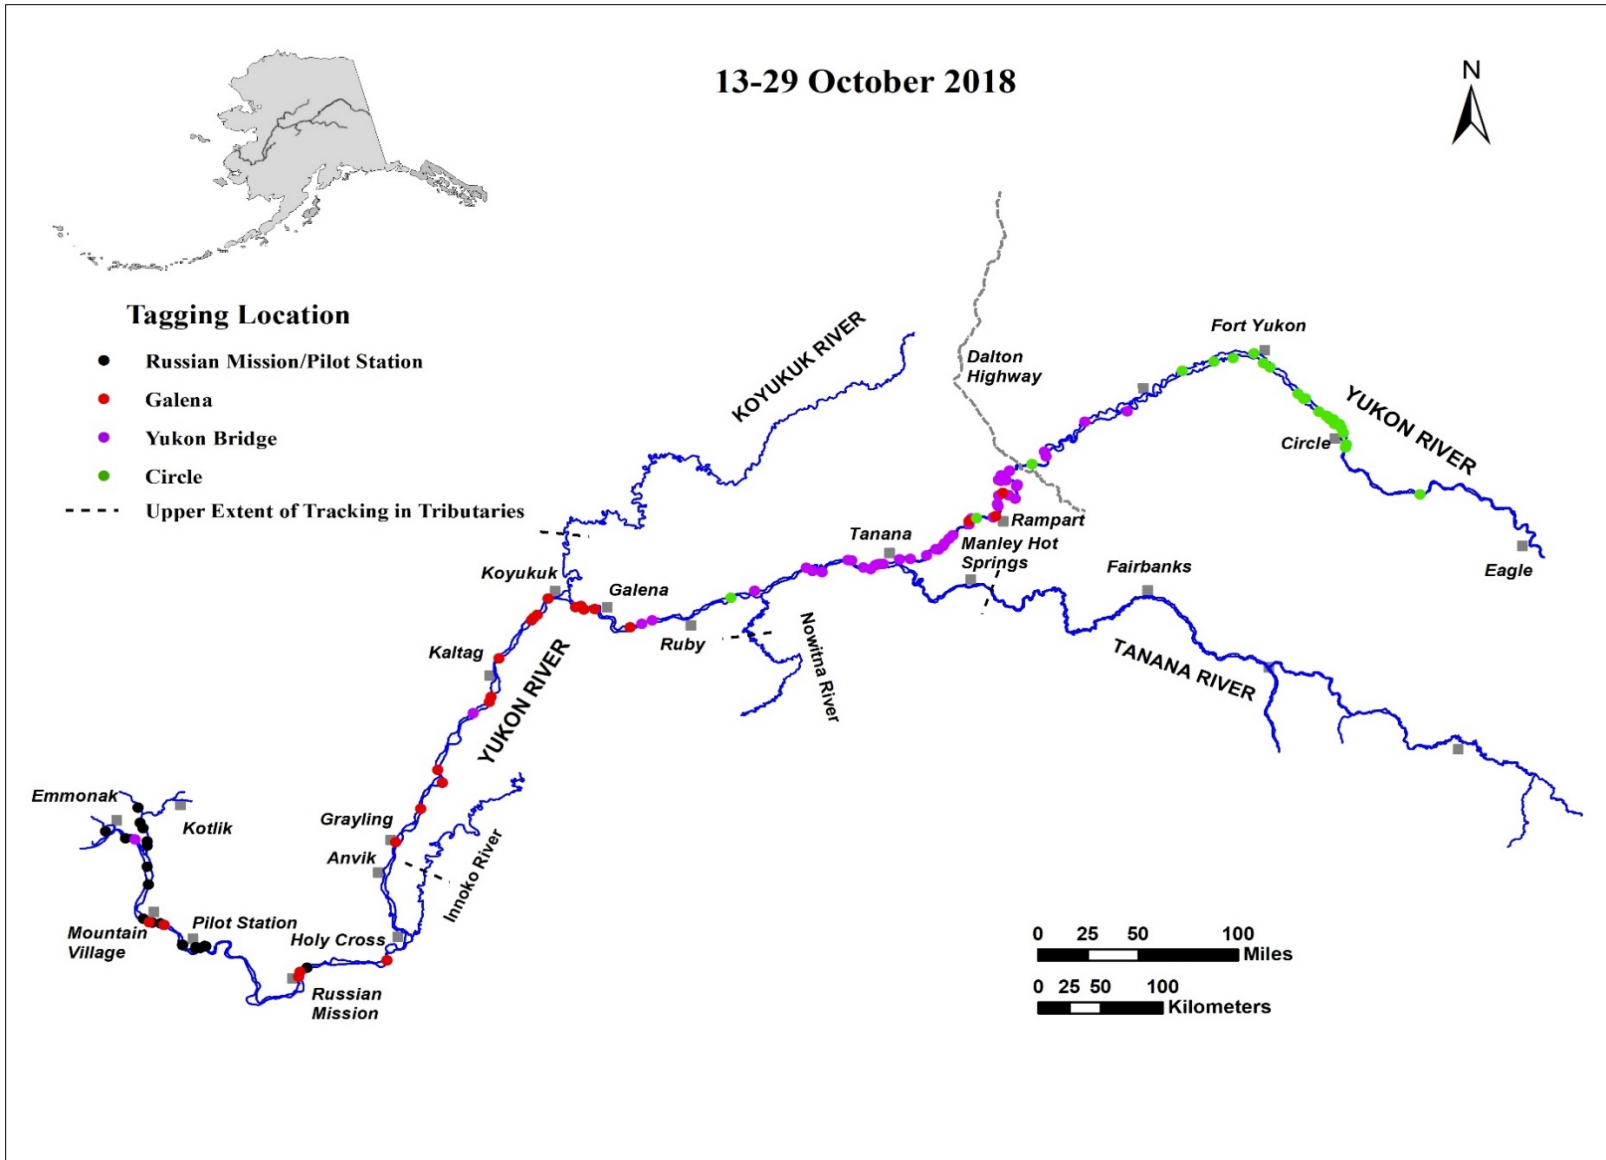 13-29 October 2018
N
Tagging Location
Russian Mission/Pilot Station
Galena
Yukon Bridge
Circle
Upper Extent of Tracking in Tributaries
KOYUKUK RIVER
Dalton
Highway
Fort Yukon
YUKON RIVER
Circle
Eagle
Rampart
Manley Hot
Springs
Tanana
Fairbanks
TANANA RIVER
Koyukuk
Galena
Ruby
Nowitna River
Kaltag
YUKON RIVER
Grayling
Anvik
Innoko River
Emmonak
Kotlik
Mountain
Village
Pilot Station
Holy Cross
Russian
Mission
0 25 50 100
Miles
0 25 50 100
Kilometers